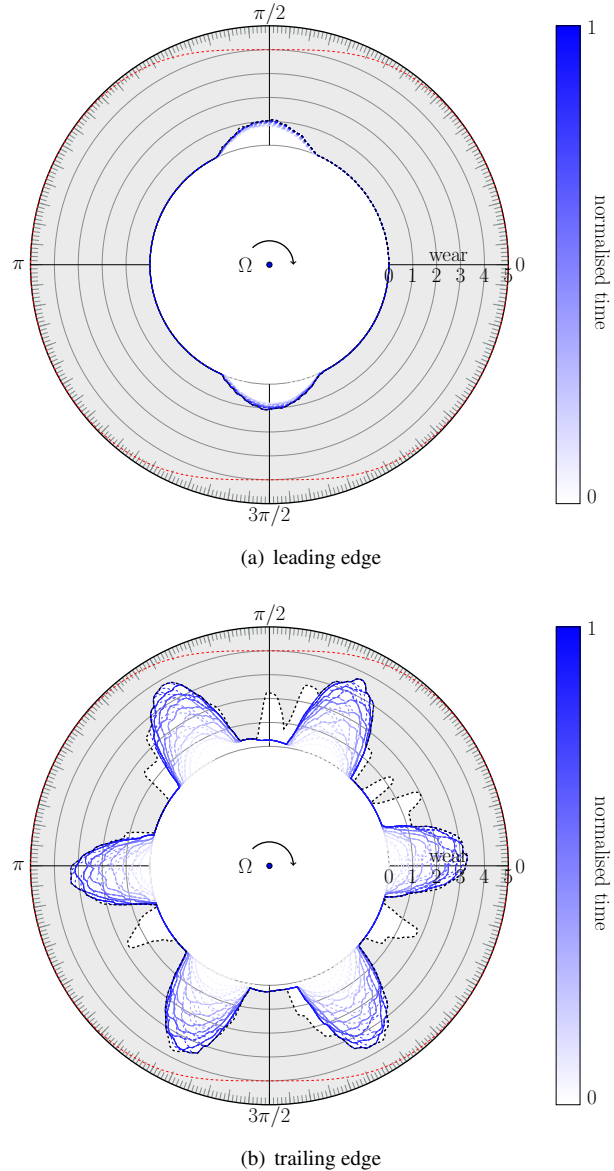 π/2
1
π
Ω
wear
0 1 2 3 4 5
0
normalised time
3π/2
0
(a) leading edge
π/2
1
π
Ω
wear
0 1 2 3 4 5
0
normalised time
3π/2
0
(b) trailing edge